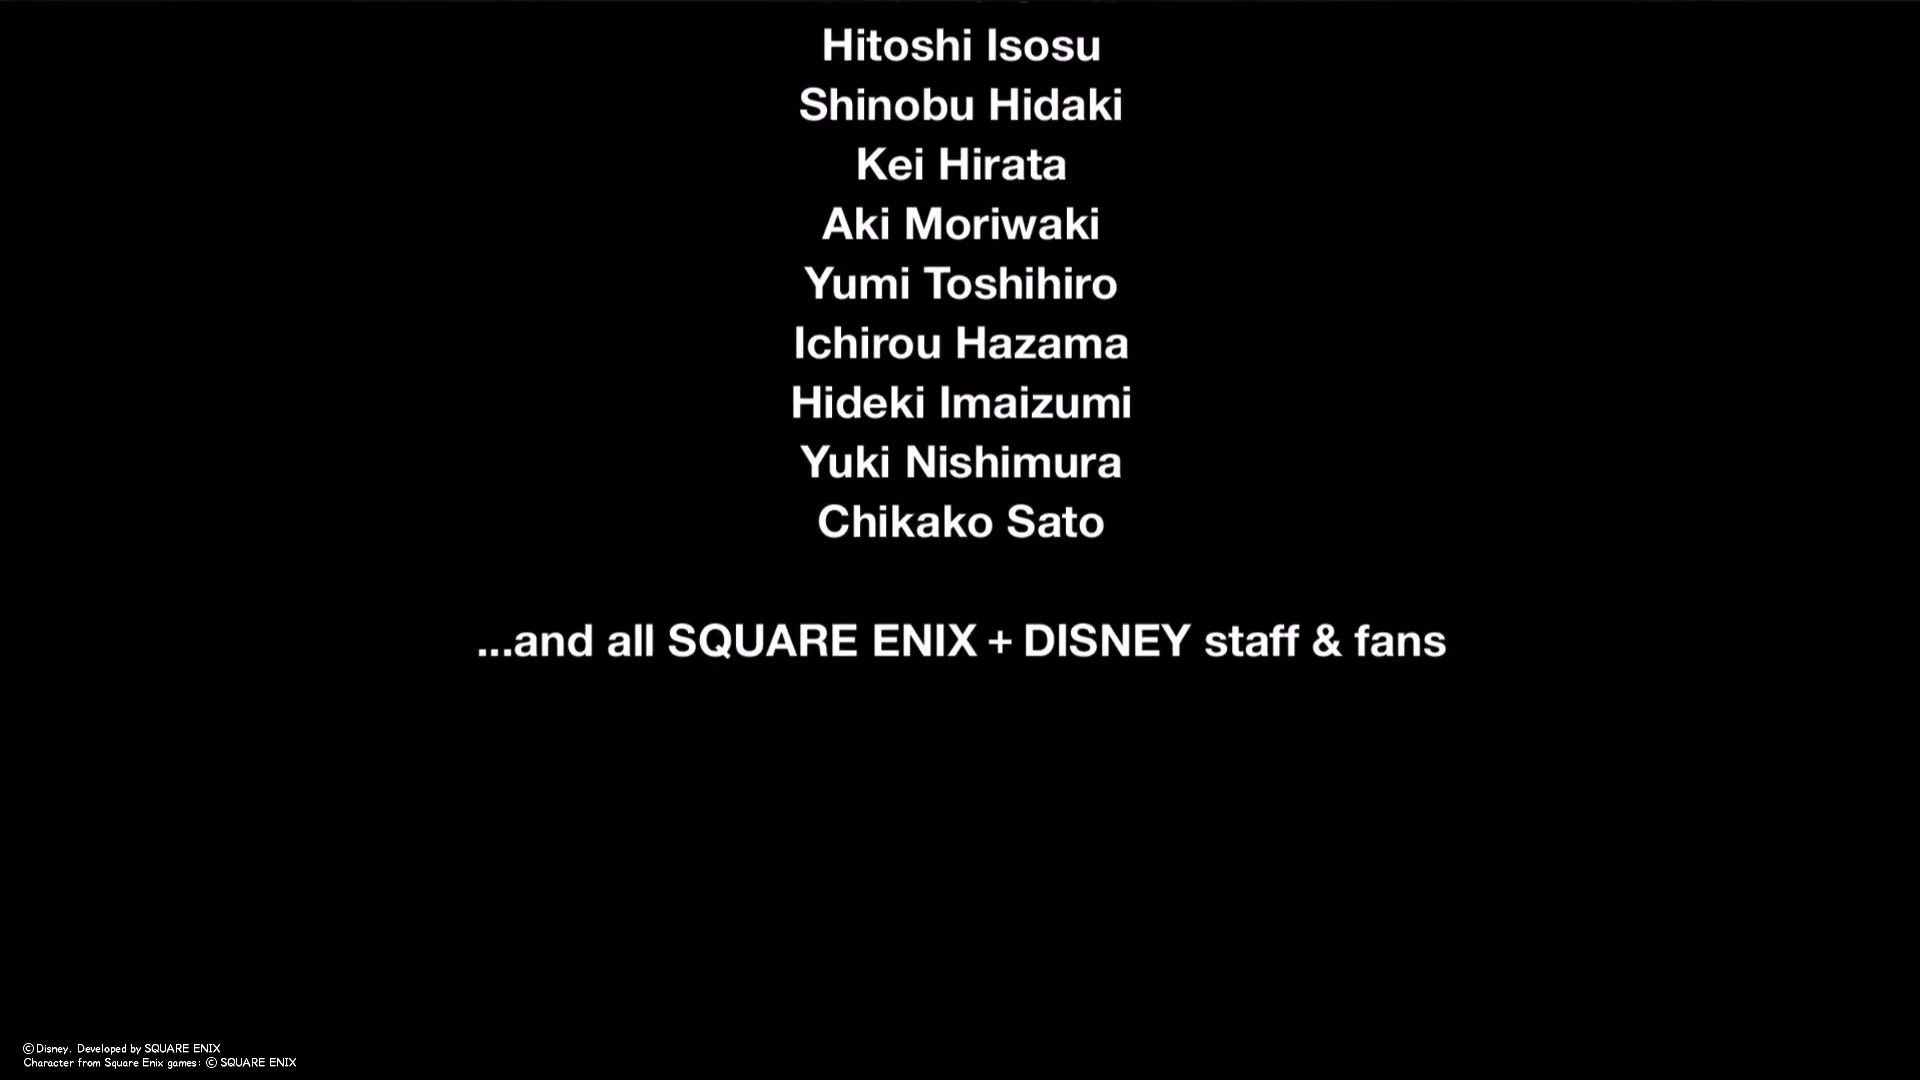 Hitoshi Isosu
Shinobu Hidaki
Kei Hirata
Aki Moriwaki
Yumi Toshihiro
Ichirou Hazama
Hideki Imaizumi
Yuki Nishimura
Chikako Sato
...and all SQUARE ENIX + DISNEY staff & fans
© Disney. Developed by SQUARE ENIX
Character from Square Enix games: © SQUARE ENIX